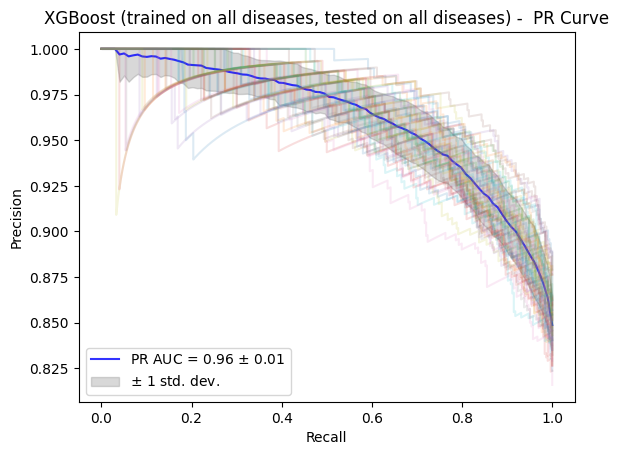 XGBoost (trained on all diseases, tested on all diseases) - PR Curve
1.000
0.975
0.950
0.925
0.900
0.875
0.850
0.825
Precision
PR AUC = 0.96 ± 0.01
± 1 std. dev.
0.0 0.2 0.4 0.6 0.8 1.0
Recall